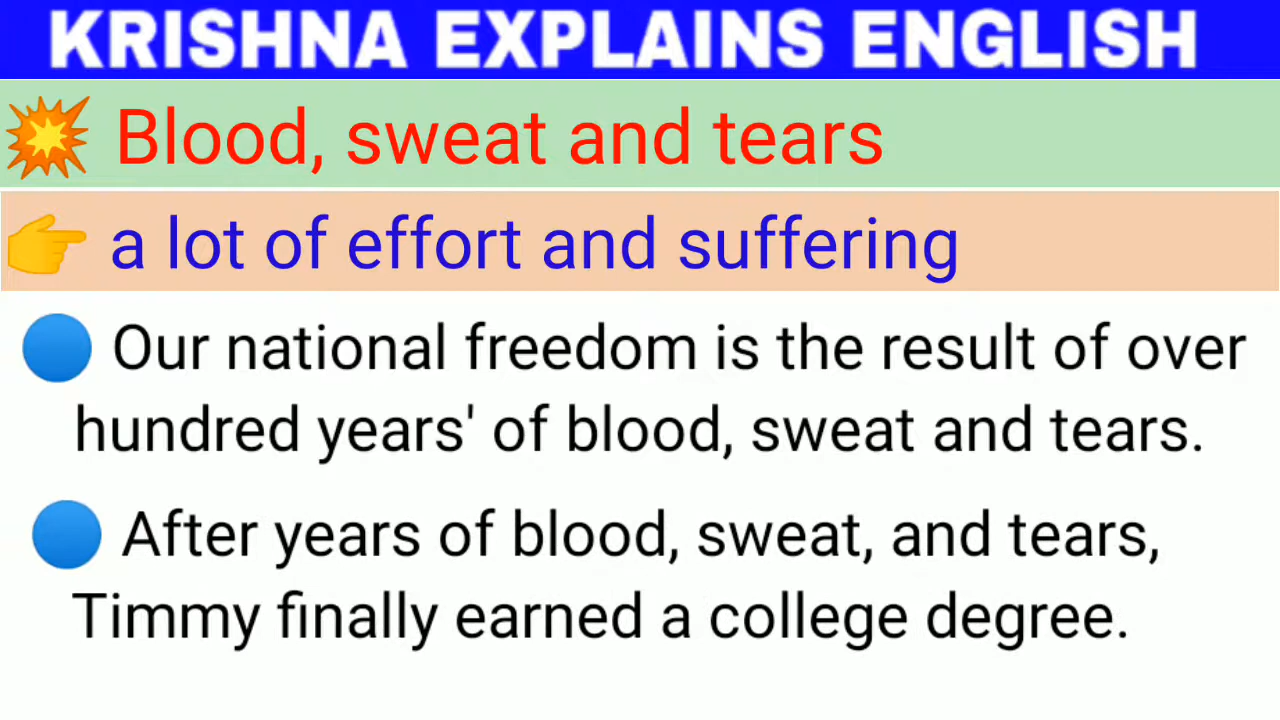 KRISHNA EXPLAINS ENGLISH
💥 Blood, sweat and tears
👉 a lot of effort and suffering
🔵 Our national freedom is the result of over
hundred years' of blood, sweat and tears.
🔵 After years of blood, sweat, and tears,
Timmy finally earned a college degree.